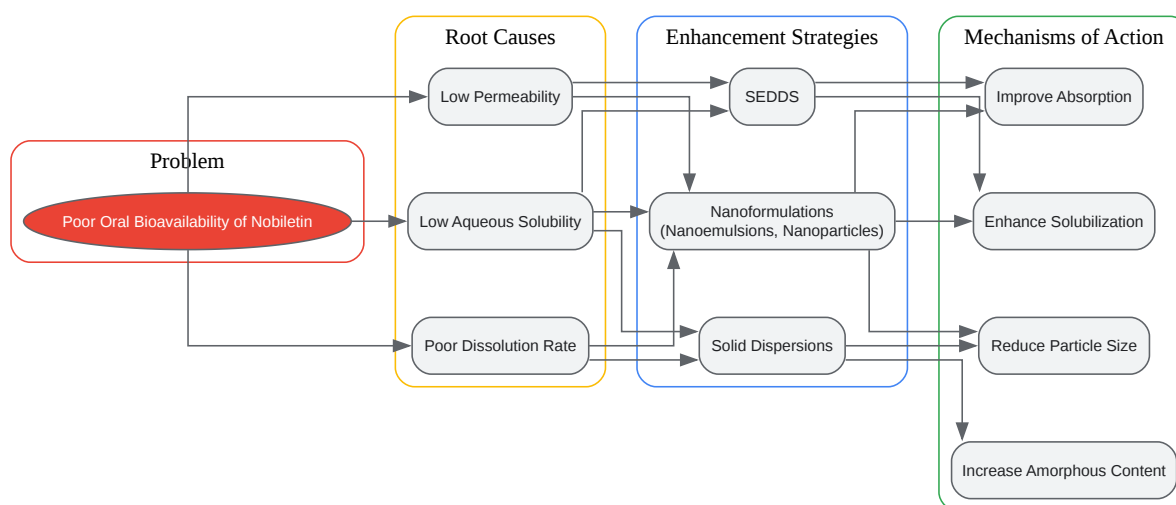 Root Causes
Enhancement Strategies
Mechanisms of Action
Low Permeability
SEDDS
Improve Absorption
Problem
Poor Oral Bioavailability of Nobiletin
Low Aqueous Solubility
Nanoformulations
(Nanoemulsions, Nanoparticles)
Enhance Solubilization
Poor Dissolution Rate
Solid Dispersions
Reduce Particle Size
Increase Amorphous Content